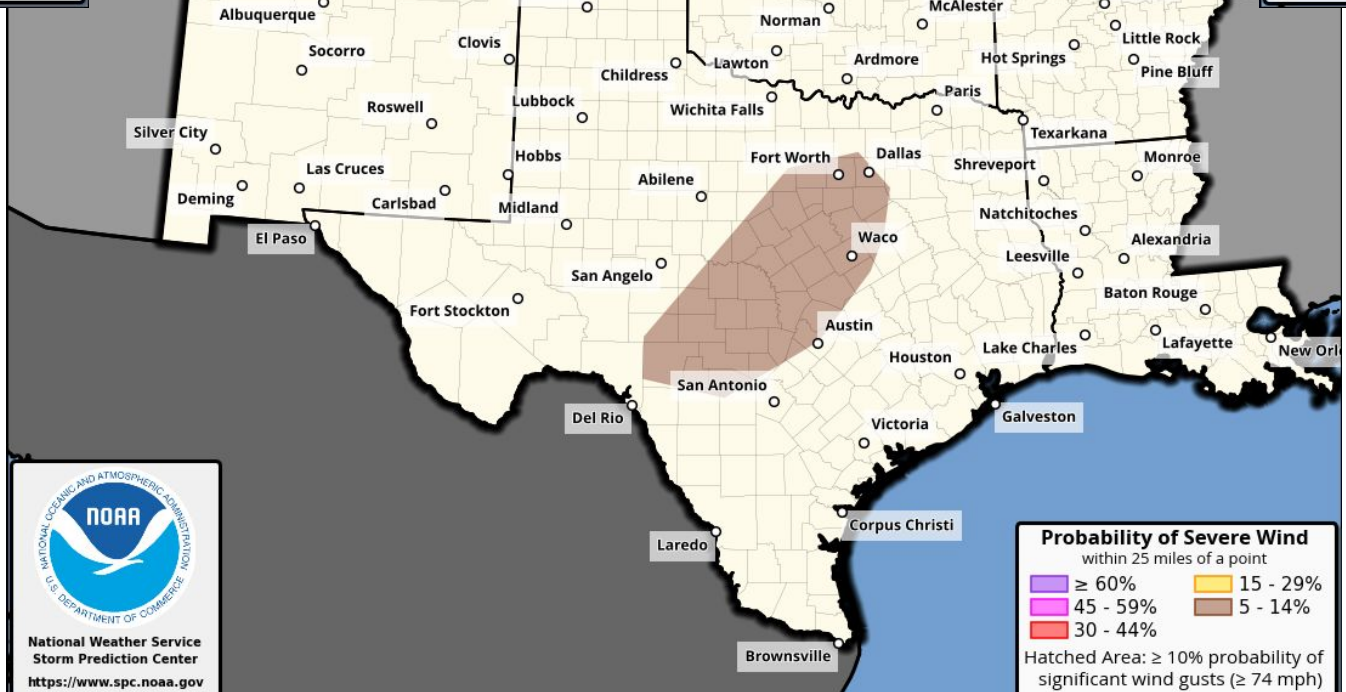 Albuquerque
McAlester
Norman
Socorro
Clovis
Little Rock
Childress
Lawton
Ardmore
Hot Springs
Pine Bluff
Roswell
Lubbock
Wichita Falls
Paris
Silver City
Texarkana
Hobbs
Fort Worth
Dallas
Shreveport
Monroe
Las Cruces
Abilene
Deming
Carlsbad
Midland
Natchitoches
El Paso
Waco
Alexandria
San Angelo
Leesville
Fort Stockton
Baton Rouge
Austin
Houston
Lake Charles
Lafayette
New Orl
San Antonio
Del Rio
Victoria
Galveston
Corpus Christi
Laredo
Brownsville
NATIONAL OCEANIC AND ATMOSPHERIC ADMINISTRATION
NOAA
U.S. DEPARTMENT OF COMMERCE
National Weather Service
Storm Prediction Center
https://www.spc.noaa.gov
Probability of Severe Wind
within 25 miles of a point
≥ 60%
15 - 29%
45 - 59%
5 - 14%
30 - 44%
Hatched Area: ≥ 10% probability of
significant wind gusts (≥ 74 mph)